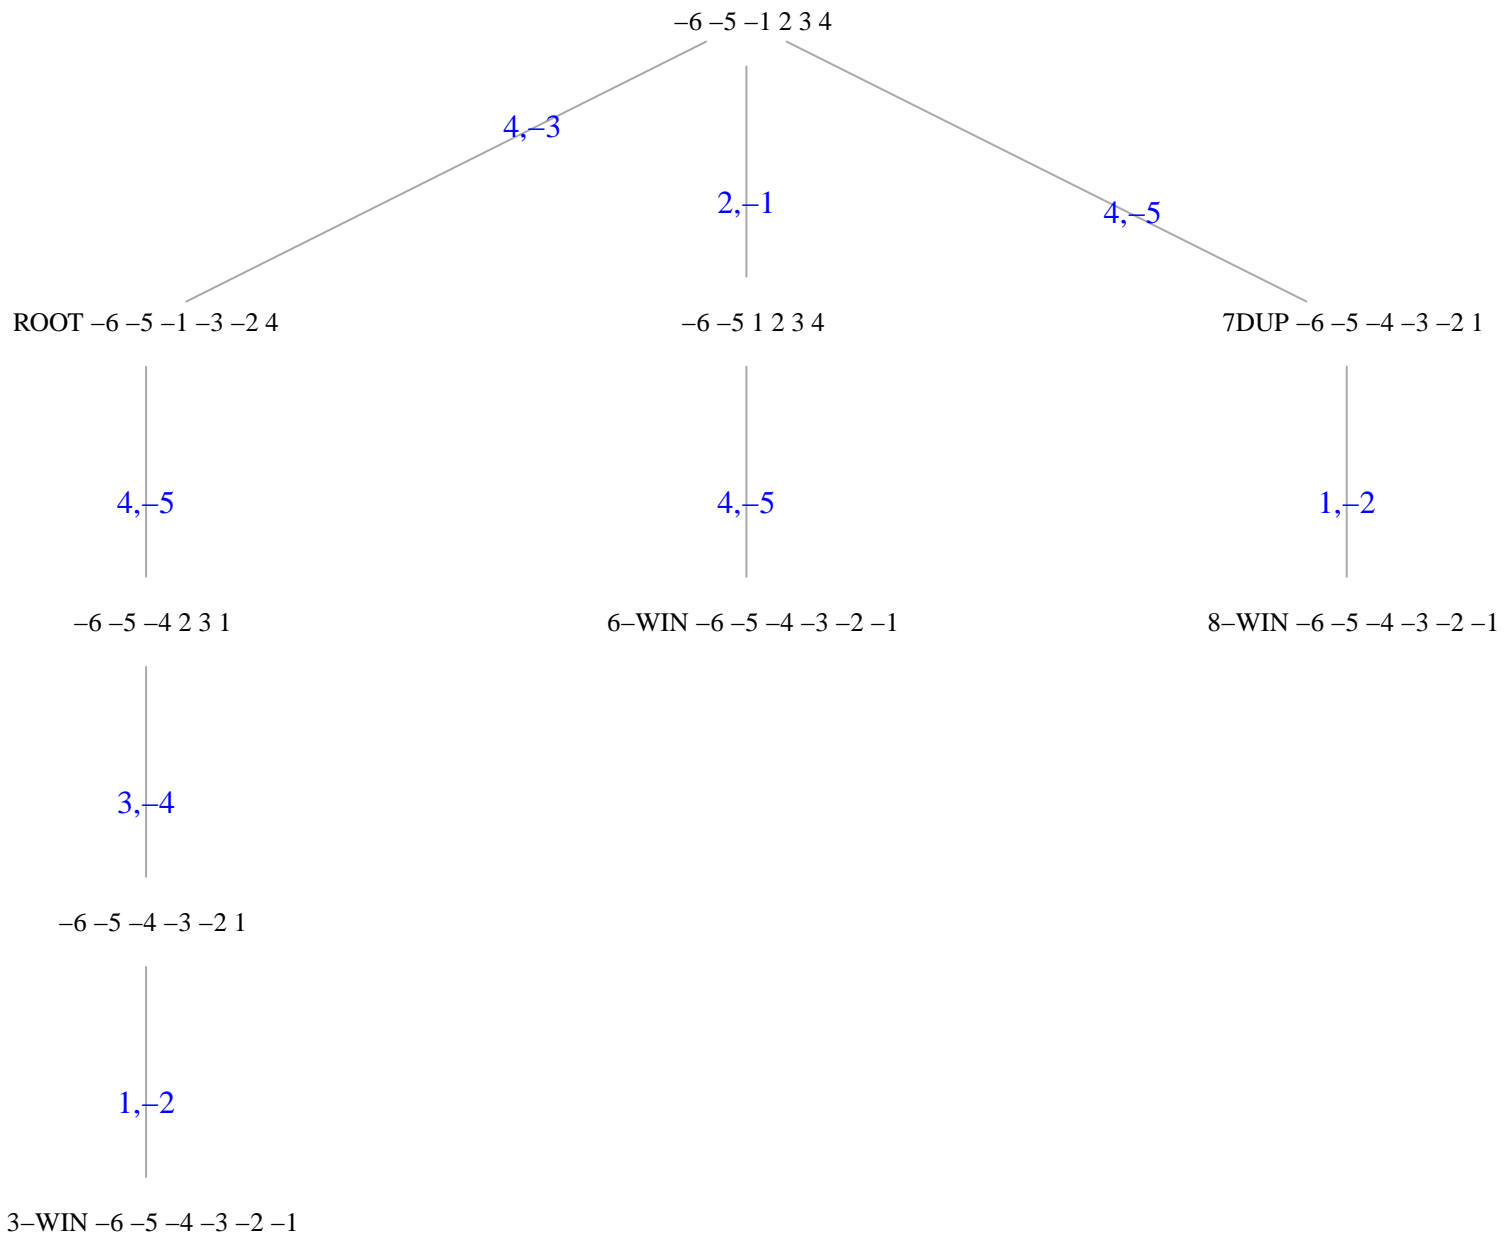 –6 –5 –1 2 3 4
4,–3
2,–1
4,–5
ROOT –6 –5 –1 –3 –2 4
–6 –5 1 2 3 4
7DUP –6 –5 –4 –3 –2 1
4,–5
4,–5
1,–2
–6 –5 –4 2 3 1
6–WIN –6 –5 –4 –3 –2 –1
8–WIN –6 –5 –4 –3 –2 –1
3,–4
–6 –5 –4 –3 –2 1
1,–2
3–WIN –6 –5 –4 –3 –2 –1